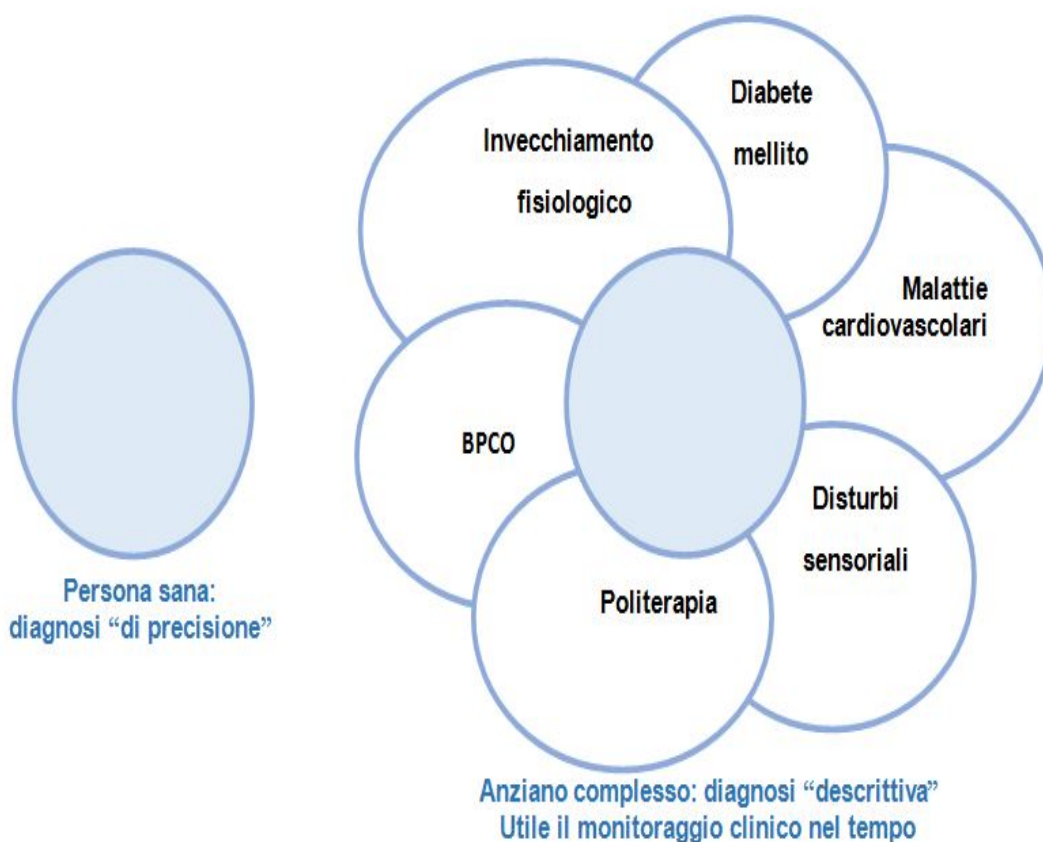 Diabete
mellito
Invecchiamento
fisiologico
Malattie
cardiovascolari
BPCO
Disturbi
sensoriali
Politerapia
Persona sana:
diagnosi “di precisione”
Anziano complesso: diagnosi “descrittiva”
Utile il monitoraggio clinico nel tempo